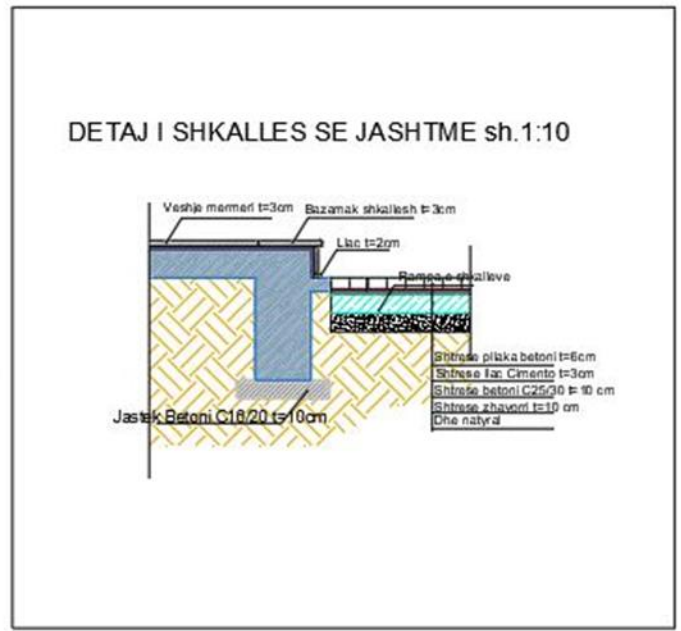 DETAJ I SHKALLES SE JASHTME sh.1:10
Veshje mermeri t=3cm
Bazamak shkallesh t=3cm
Llac t=2cm
Rampa e shkalleve
Shtrese pllaka betoni t=6cm
Shtrese llac Cimento t=3cm
Shtrese betoni C25/30 t=10 cm
Shtrese zhavorri t=10 cm
Dhe natyral
Jastek Betoni C16/20 t=10cm